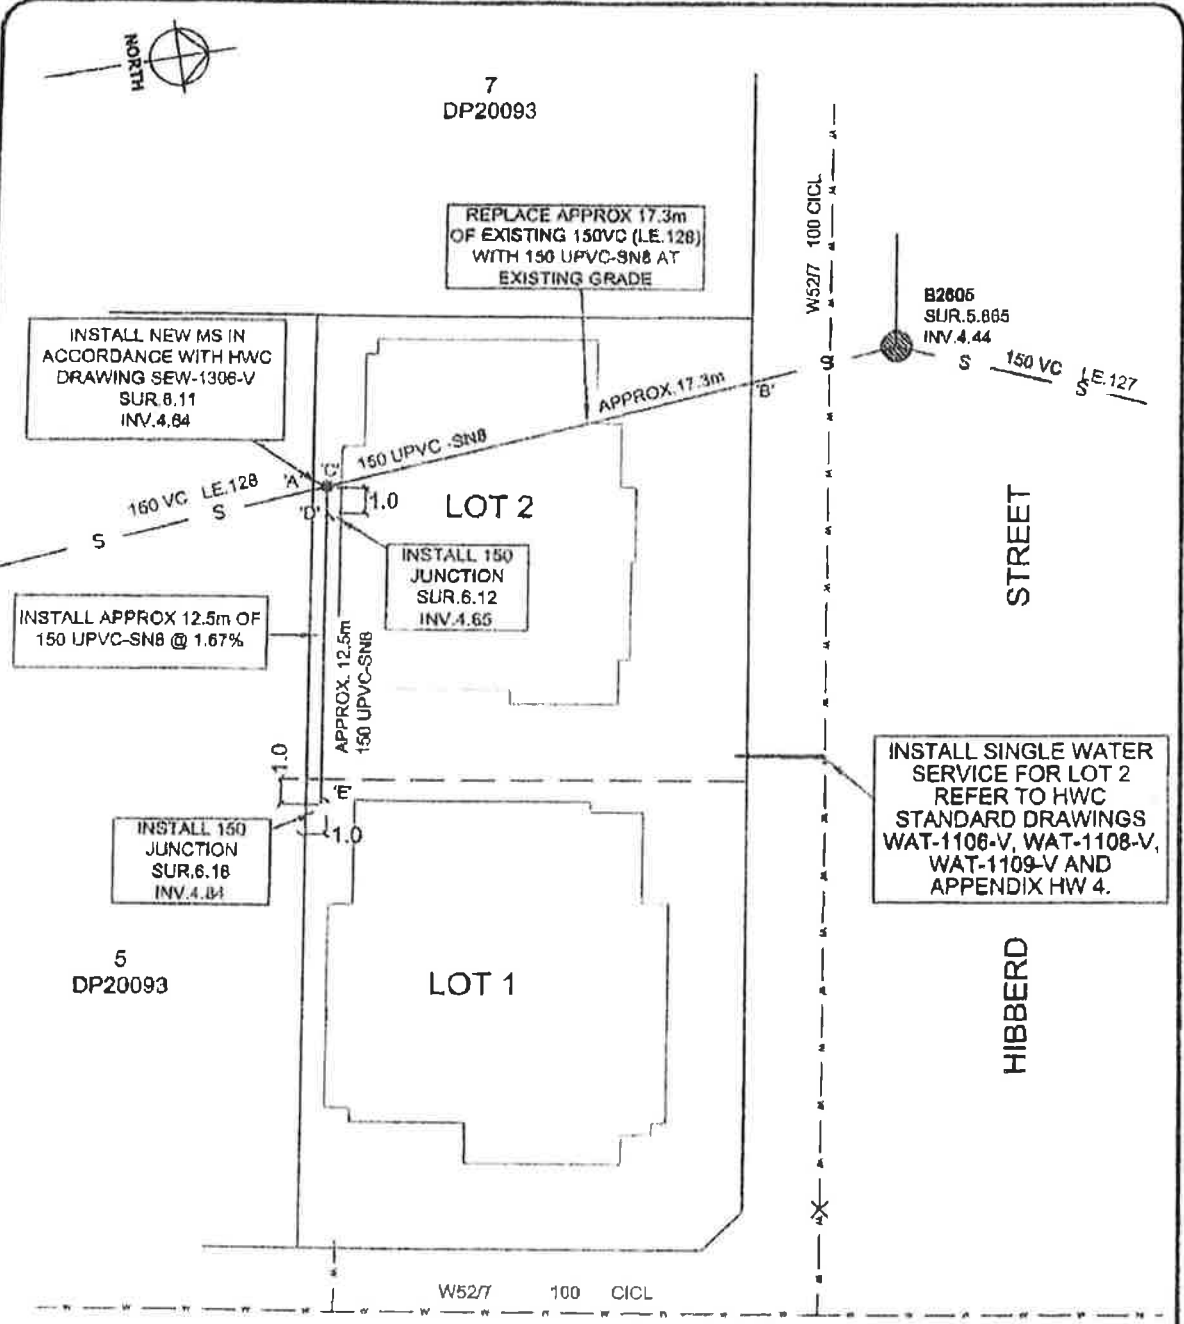 NORTH
7
DP20093
REPLACE APPROX 17.3m
OF EXISTING 150VC (LE.128)
WITH 150 UPVC-SN8 AT
EXISTING GRADE
W52/7 100 CICL
B2605
SUR.5.865
INV.4.44
S 150 VC LE.127
S
INSTALL NEW MS IN
ACCORDANCE WITH HWC
DRAWING SEW-1306-V
SUR.6.11
INV.4.64
S
APPROX.17.3m
'B'
150 UPVC -SN8
'A' 'C'
150 VC LE.128
S
S
'D'
1.0
LOT 2
INSTALL 150
JUNCTION
SUR.6.12
INV.4.65
STREET
INSTALL APPROX 12.5m OF
150 UPVC-SN8 @ 1.67%
APPROX. 12.5m
150 UPVC-SN8
1.0
'E'
1.0
INSTALL 150
JUNCTION
SUR.6.16
INV.4.84
INSTALL SINGLE WATER
SERVICE FOR LOT 2
REFER TO HWC
STANDARD DRAWINGS
WAT-1106-V, WAT-1108-V,
WAT-1109-V AND
APPENDIX HW 4.
5
DP20093
LOT 1
HIBBERD
W52/7 100 CICL